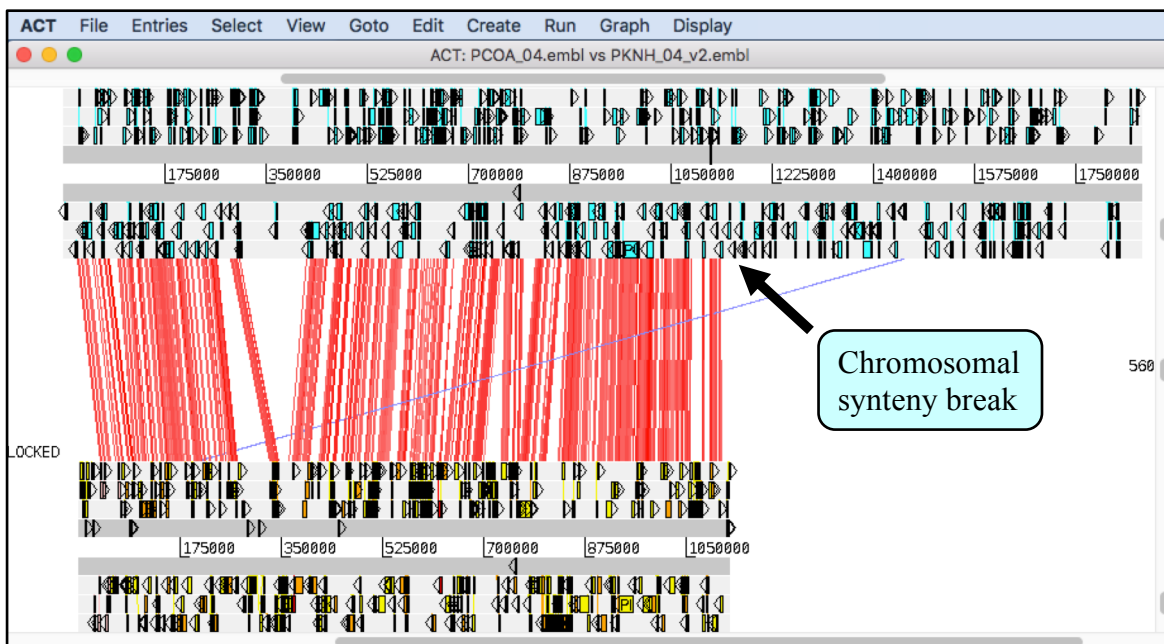 ACT File Entries Select View Goto Edit Create Run Graph Display
ACT: PCOA_04.embl vs PKNH_04_v2.embl
175000 350000 525000 700000 875000 1050000 1225000 1400000 1575000 1750000
Chromosomal
synteny break
560
LOCKED
175000 350000 525000 700000 875000 1050000